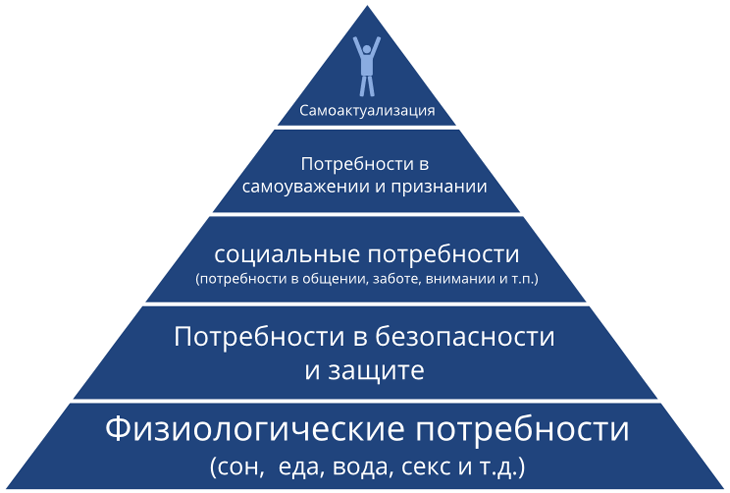 Самоактуализация
Потребности в
самоуважении и признании
социальные потребности
(потребности в общении, заботе, внимании и т.п.)
Потребности в безопасности
и защите
Физиологические потребности
(сон, еда, вода, секс и т.д.)